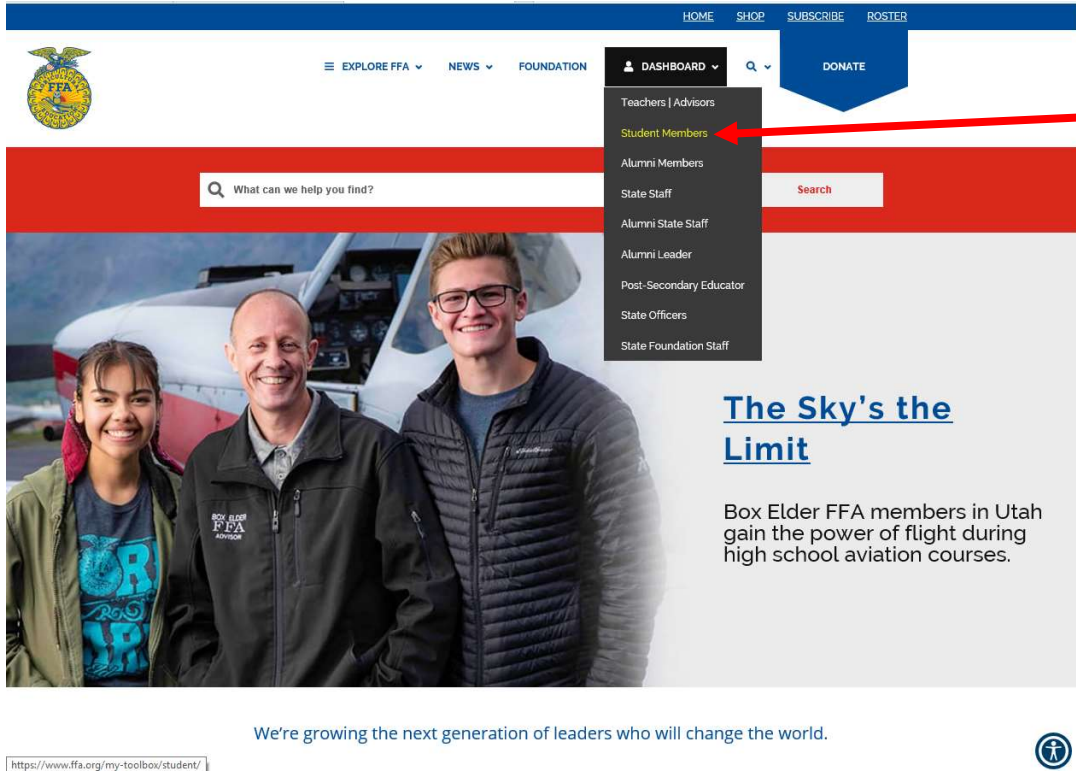 HOME SHOP SUBSCRIBE ROSTER
EXPLORE FFA NEWS FOUNDATION DASHBOARD DONATE
FFA
Teachers | Advisors
Student Members
Alumni Members
State Staff
Alumni State Staff
Alumni Leader
Post-Secondary Educator
State Officers
State Foundation Staff
What can we help you find? Search
BOX ELDER
FFA
ADVISOR
The Sky's the
Limit
Box Elder FFA members in Utah
gain the power of flight during
high school aviation courses.
We're growing the next generation of leaders who will change the world.
https://www.ffa.org/my-toolbox/student/